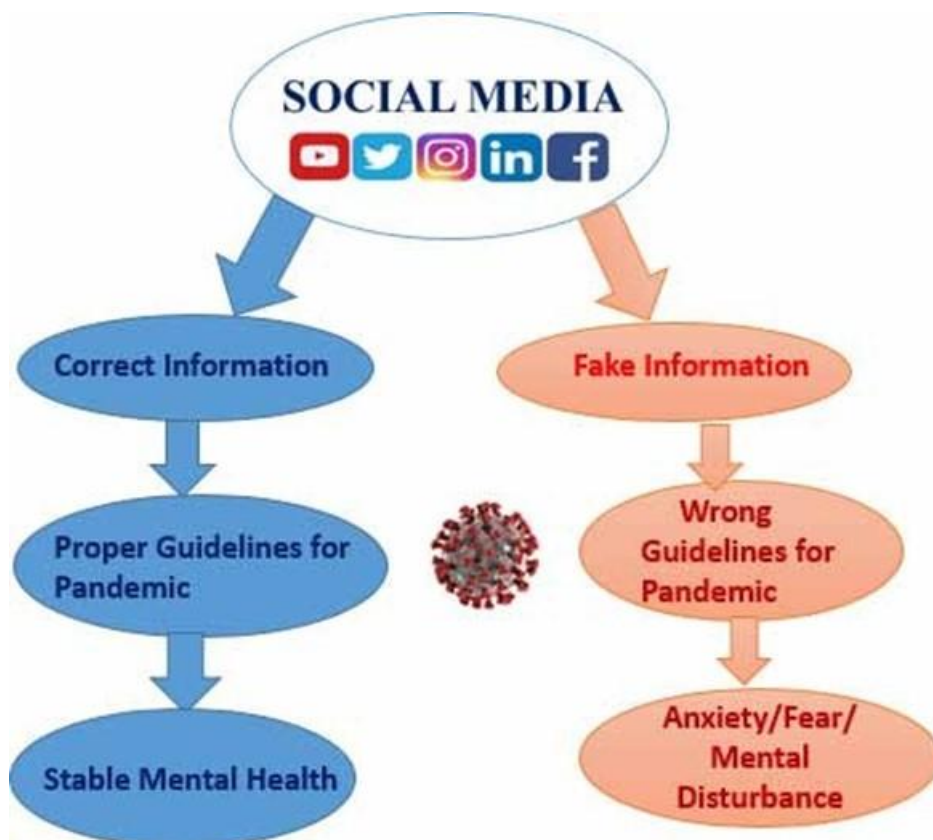 SOCIAL MEDIA
in f
Correct Information
Proper Guidelines for
Pandemic
Stable Mental Health
Fake Information
Wrong
Guidelines for
Pandemic
Anxiety/Fear/
Mental
Disturbance